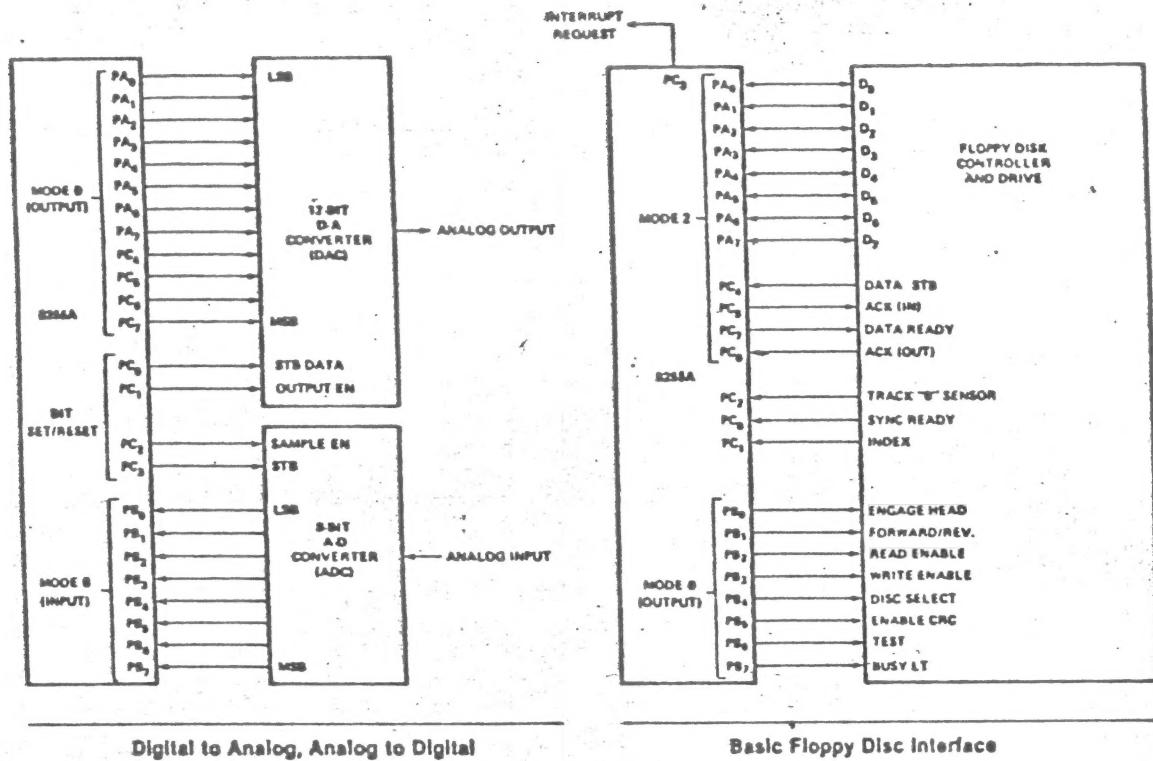 MODE 0
(OUTPUT)
8255A
BIT
SET/RESET
MODE 0
(INPUT)
PA₀
PA₁
PA₂
PA₃
PA₄
PA₅
PA₆
PA₇
PC₄
PC₅
PC₆
PC₇
PC₀
PC₁
PC₂
PC₃
PB₀
PB₁
PB₂
PB₃
PB₄
PB₅
PB₆
PB₇
LSB
12-BIT
D-A
CONVERTER
(DAC)
MSB
STB DATA
OUTPUT EN
ANALOG OUTPUT
SAMPLE EN
STB
LSB
8-BIT
A-D
CONVERTER
(ADC)
MSB
ANALOG INPUT
Digital to Analog, Analog to Digital
INTERRUPT
REQUEST
PC₃
MODE 2
8255A
MODE 0
(OUTPUT)
PA₀
PA₁
PA₂
PA₃
PA₄
PA₅
PA₆
PA₇
PC₄
PC₅
PC₇
PC₆
PC₂
PC₀
PC₁
PB₀
PB₁
PB₂
PB₃
PB₄
PB₅
PB₆
PB₇
D₀
D₁
D₂
D₃
D₄
D₅
D₆
D₇
FLOPPY DISK
CONTROLLER
AND DRIVE
DATA STB
ACK (IN)
DATA READY
ACK (OUT)
TRACK "0" SENSOR
SYNC READY
INDEX
ENGAGE HEAD
FORWARD/REV.
READ ENABLE
WRITE ENABLE
DISC SELECT
ENABLE CRC
TEST
BUSY LT
Basic Floppy Disc Interface